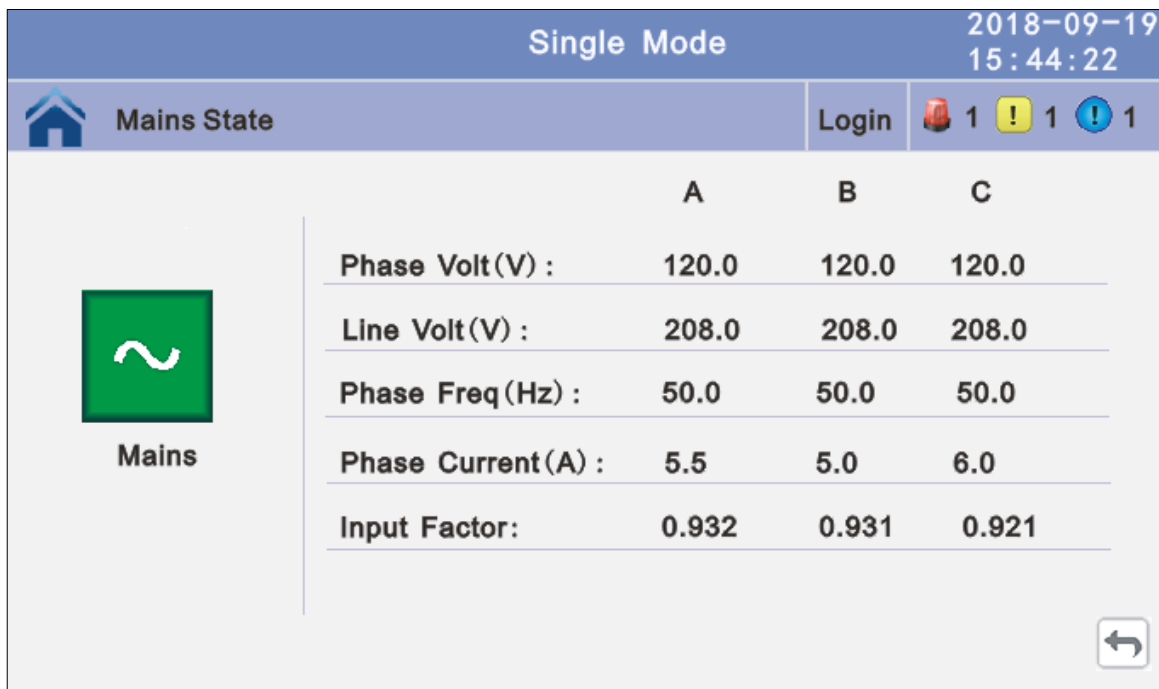 Single Mode
2018-09-19
15:44:22
Mains State
Login
1 ! 1 ! 1
A B C
Phase Volt(V) : 120.0 120.0 120.0
Line Volt(V) : 208.0 208.0 208.0
Phase Freq(Hz) : 50.0 50.0 50.0
Mains
Phase Current(A) : 5.5 5.0 6.0
Input Factor: 0.932 0.931 0.921